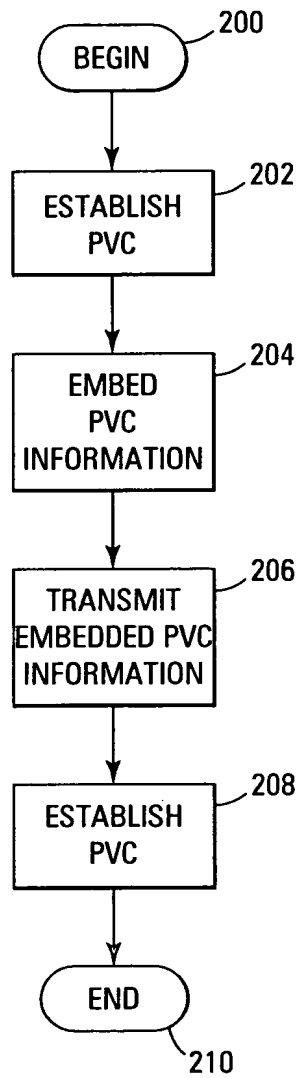 200
BEGIN
202
ESTABLISH
PVC
204
EMBED
PVC
INFORMATION
206
TRANSMIT
EMBEDDED PVC
INFORMATION
208
ESTABLISH
PVC
END
210